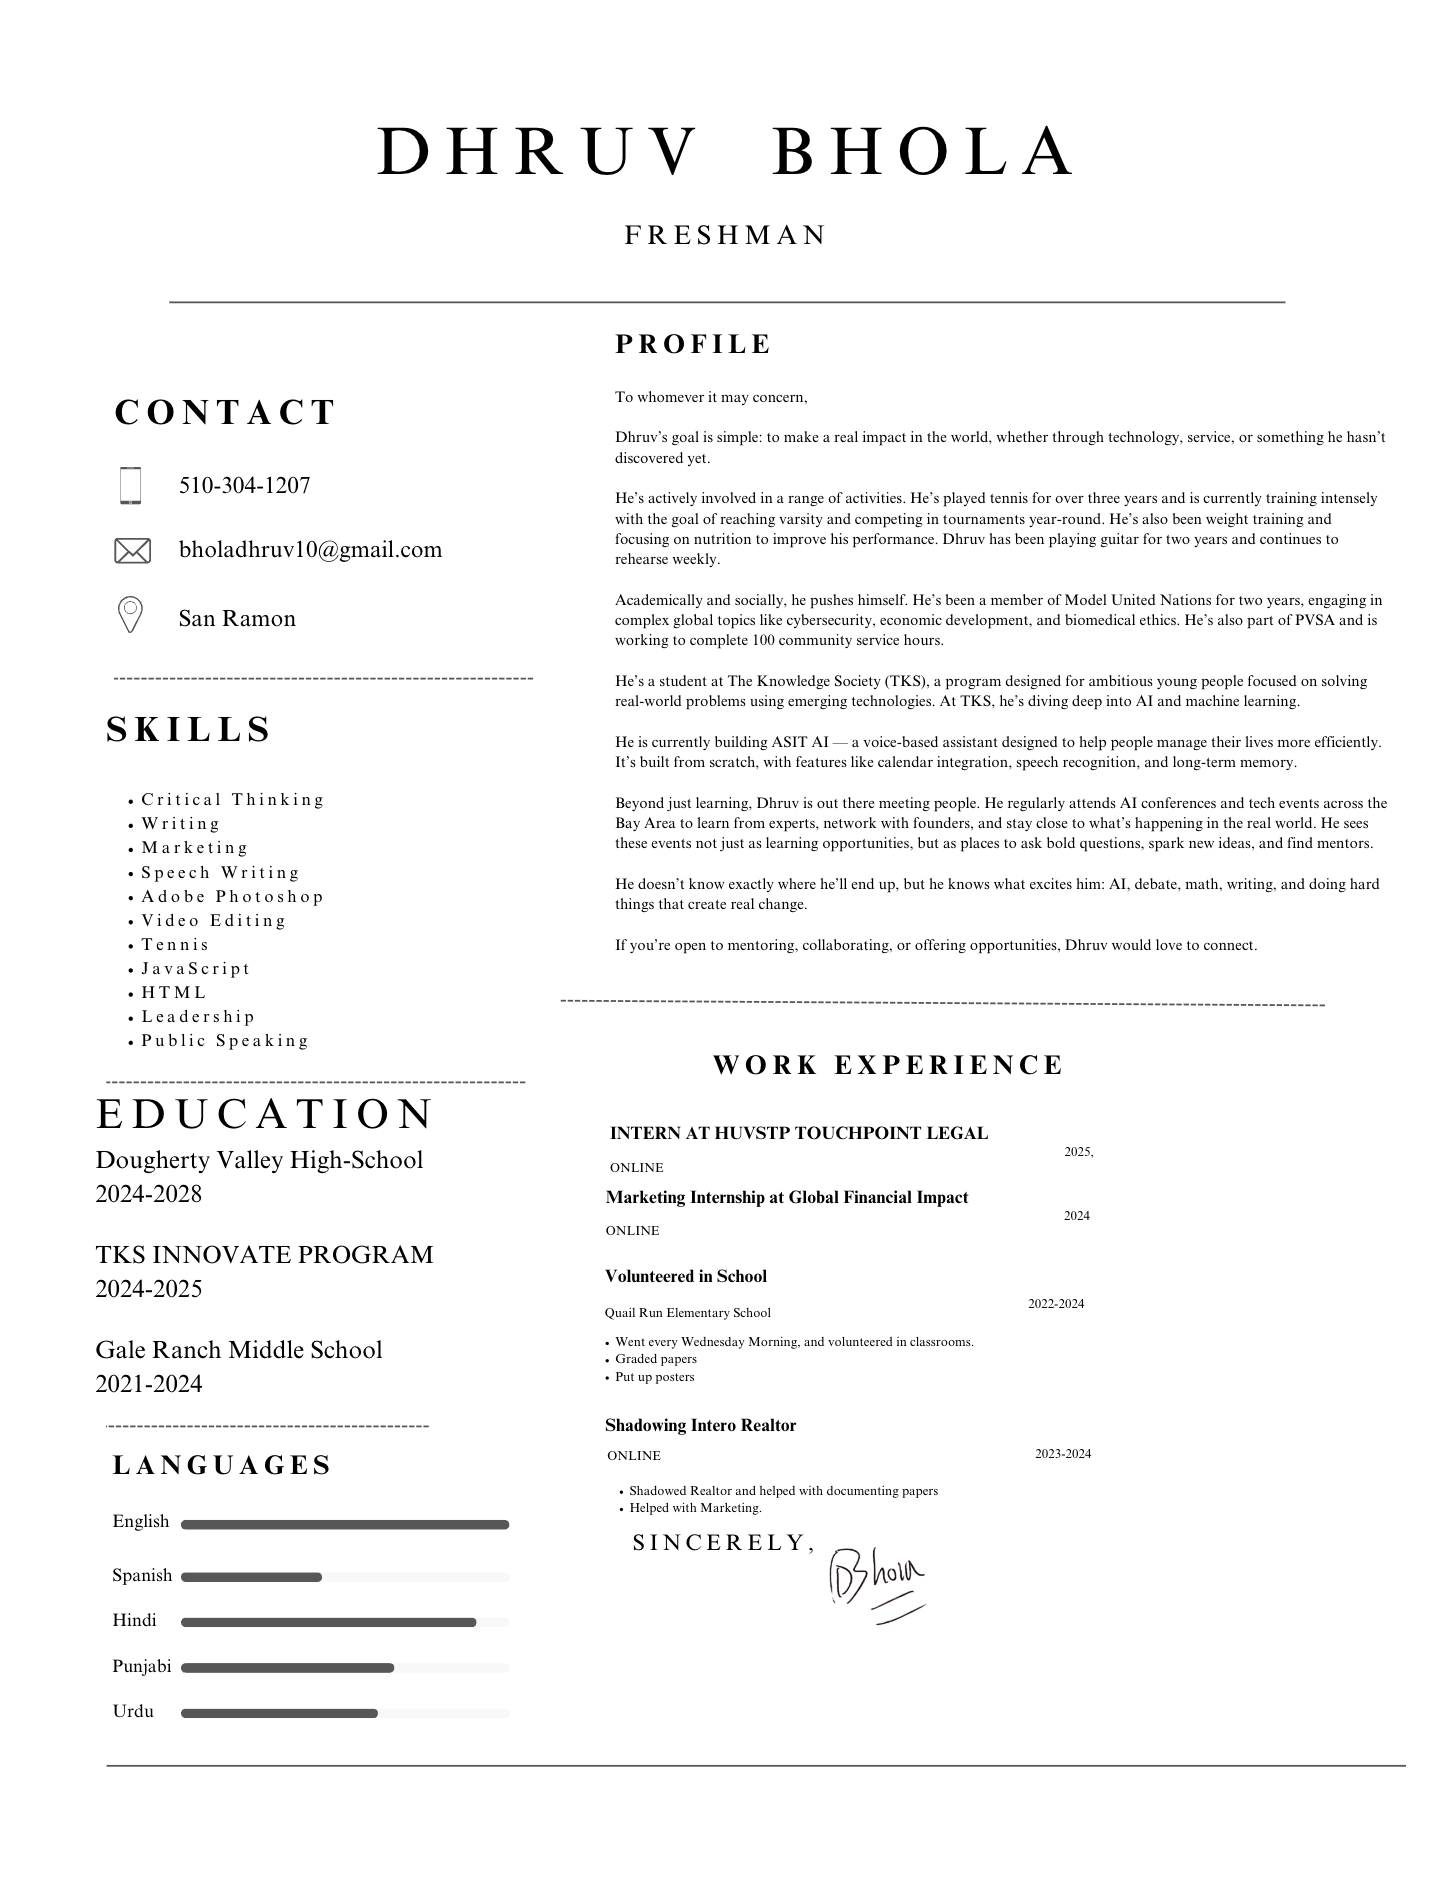 DHRUV BHOLA
FRESHMAN
CONTACT
510-304-1207
bholadhruv10@gmail.com
San Ramon
SKILLS
• Critical Thinking
• Writing
• Marketing
• Speech Writing
• Adobe Photoshop
• Video Editing
• Tennis
• JavaScript
• HTML
• Leadership
• Public Speaking
EDUCATION
Dougherty Valley High-School
2024-2028
TKS INNOVATE PROGRAM
2024-2025
Gale Ranch Middle School
2021-2024
LANGUAGES
English
Spanish
Hindi
Punjabi
Urdu
PROFILE
To whomever it may concern,
Dhruv’s goal is simple: to make a real impact in the world, whether through technology, service, or something he hasn’t
discovered yet.
He’s actively involved in a range of activities. He’s played tennis for over three years and is currently training intensely
with the goal of reaching varsity and competing in tournaments year-round. He’s also been weight training and
focusing on nutrition to improve his performance. Dhruv has been playing guitar for two years and continues to
rehearse weekly.
Academically and socially, he pushes himself. He’s been a member of Model United Nations for two years, engaging in
complex global topics like cybersecurity, economic development, and biomedical ethics. He’s also part of PVSA and is
working to complete 100 community service hours.
He’s a student at The Knowledge Society (TKS), a program designed for ambitious young people focused on solving
real-world problems using emerging technologies. At TKS, he’s diving deep into AI and machine learning.
He is currently building ASIT AI — a voice-based assistant designed to help people manage their lives more efficiently.
It’s built from scratch, with features like calendar integration, speech recognition, and long-term memory.
Beyond just learning, Dhruv is out there meeting people. He regularly attends AI conferences and tech events across the
Bay Area to learn from experts, network with founders, and stay close to what’s happening in the real world. He sees
these events not just as learning opportunities, but as places to ask bold questions, spark new ideas, and find mentors.
He doesn’t know exactly where he’ll end up, but he knows what excites him: AI, debate, math, writing, and doing hard
things that create real change.
If you’re open to mentoring, collaborating, or offering opportunities, Dhruv would love to connect.
WORK EXPERIENCE
INTERN AT HUVSTP TOUCHPOINT LEGAL
2025,
ONLINE
Marketing Internship at Global Financial Impact
2024
ONLINE
Volunteered in School
2022-2024
Quail Run Elementary School
• Went every Wednesday Morning, and volunteered in classrooms.
• Graded papers
• Put up posters
Shadowing Intero Realtor
ONLINE 2023-2024
• Shadowed Realtor and helped with documenting papers
• Helped with Marketing.
SINCERELY,